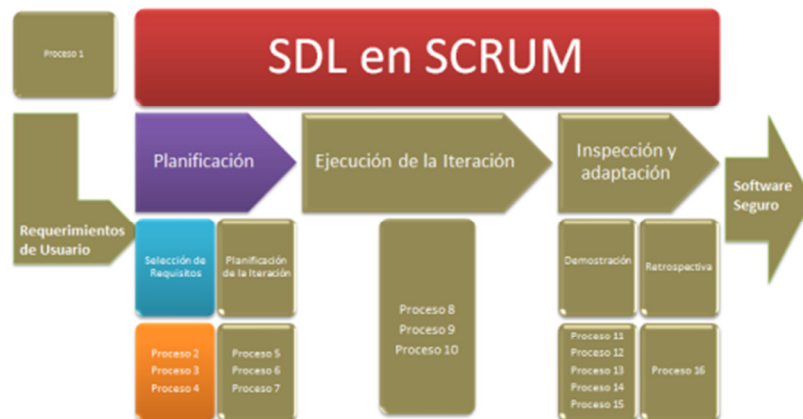 Proceso 1
SDL en SCRUM
Requerimientos
de Usuario
Planificación
Ejecución de la Iteración
Inspección y
adaptación
Software
Seguro
Selección de
Requisitos
Planificación
de la Iteración
Demostración
Retrospectiva
Proceso 2
Proceso 3
Proceso 4
Proceso 5
Proceso 6
Proceso 7
Proceso 8
Proceso 9
Proceso 10
Proceso 11
Proceso 12
Proceso 13
Proceso 14
Proceso 15
Proceso 16